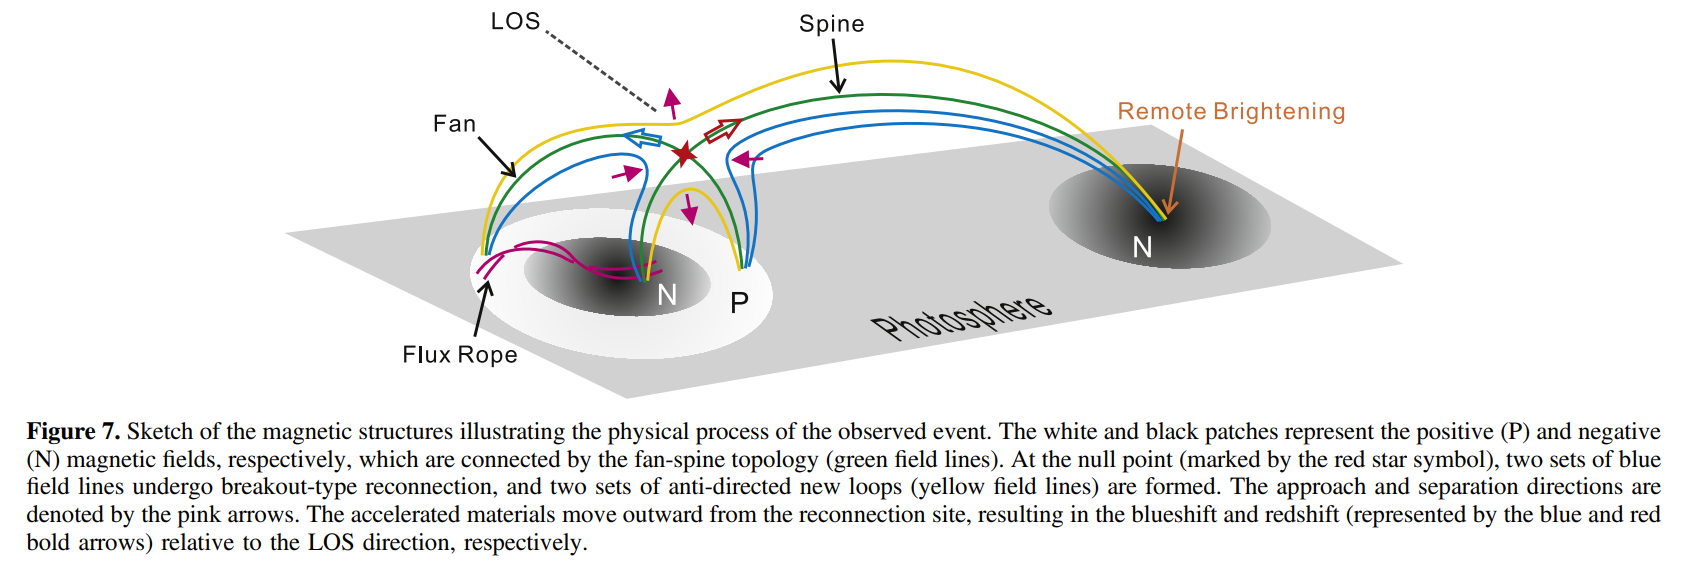 LOS
Spine
Remote Brightening
Fan
N
N
P
Photosphere
Flux Rope
Figure 7. Sketch of the magnetic structures illustrating the physical process of the observed event. The white and black patches represent the positive (P) and negative
(N) magnetic fields, respectively, which are connected by the fan-spine topology (green field lines). At the null point (marked by the red star symbol), two sets of blue
field lines undergo breakout-type reconnection, and two sets of anti-directed new loops (yellow field lines) are formed. The approach and separation directions are
denoted by the pink arrows. The accelerated materials move outward from the reconnection site, resulting in the blueshift and redshift (represented by the blue and red
bold arrows) relative to the LOS direction, respectively.